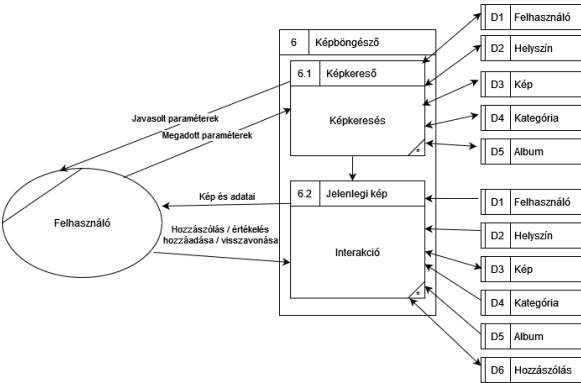 6 Képböngésző
6.1 Képkereső
Képkeresés
*
6.2 Jelenlegi kép
Interakció
*
Felhasználó
Javasolt paraméterek
Megadott paraméterek
Kép és adatai
Hozzászólás / értékelés
hozzáadása / visszavonása
D1 Felhasználó
D2 Helyszín
D3 Kép
D4 Kategória
D5 Album
D1 Felhasználó
D2 Helyszín
D3 Kép
D4 Kategória
D5 Album
D6 Hozzászólás